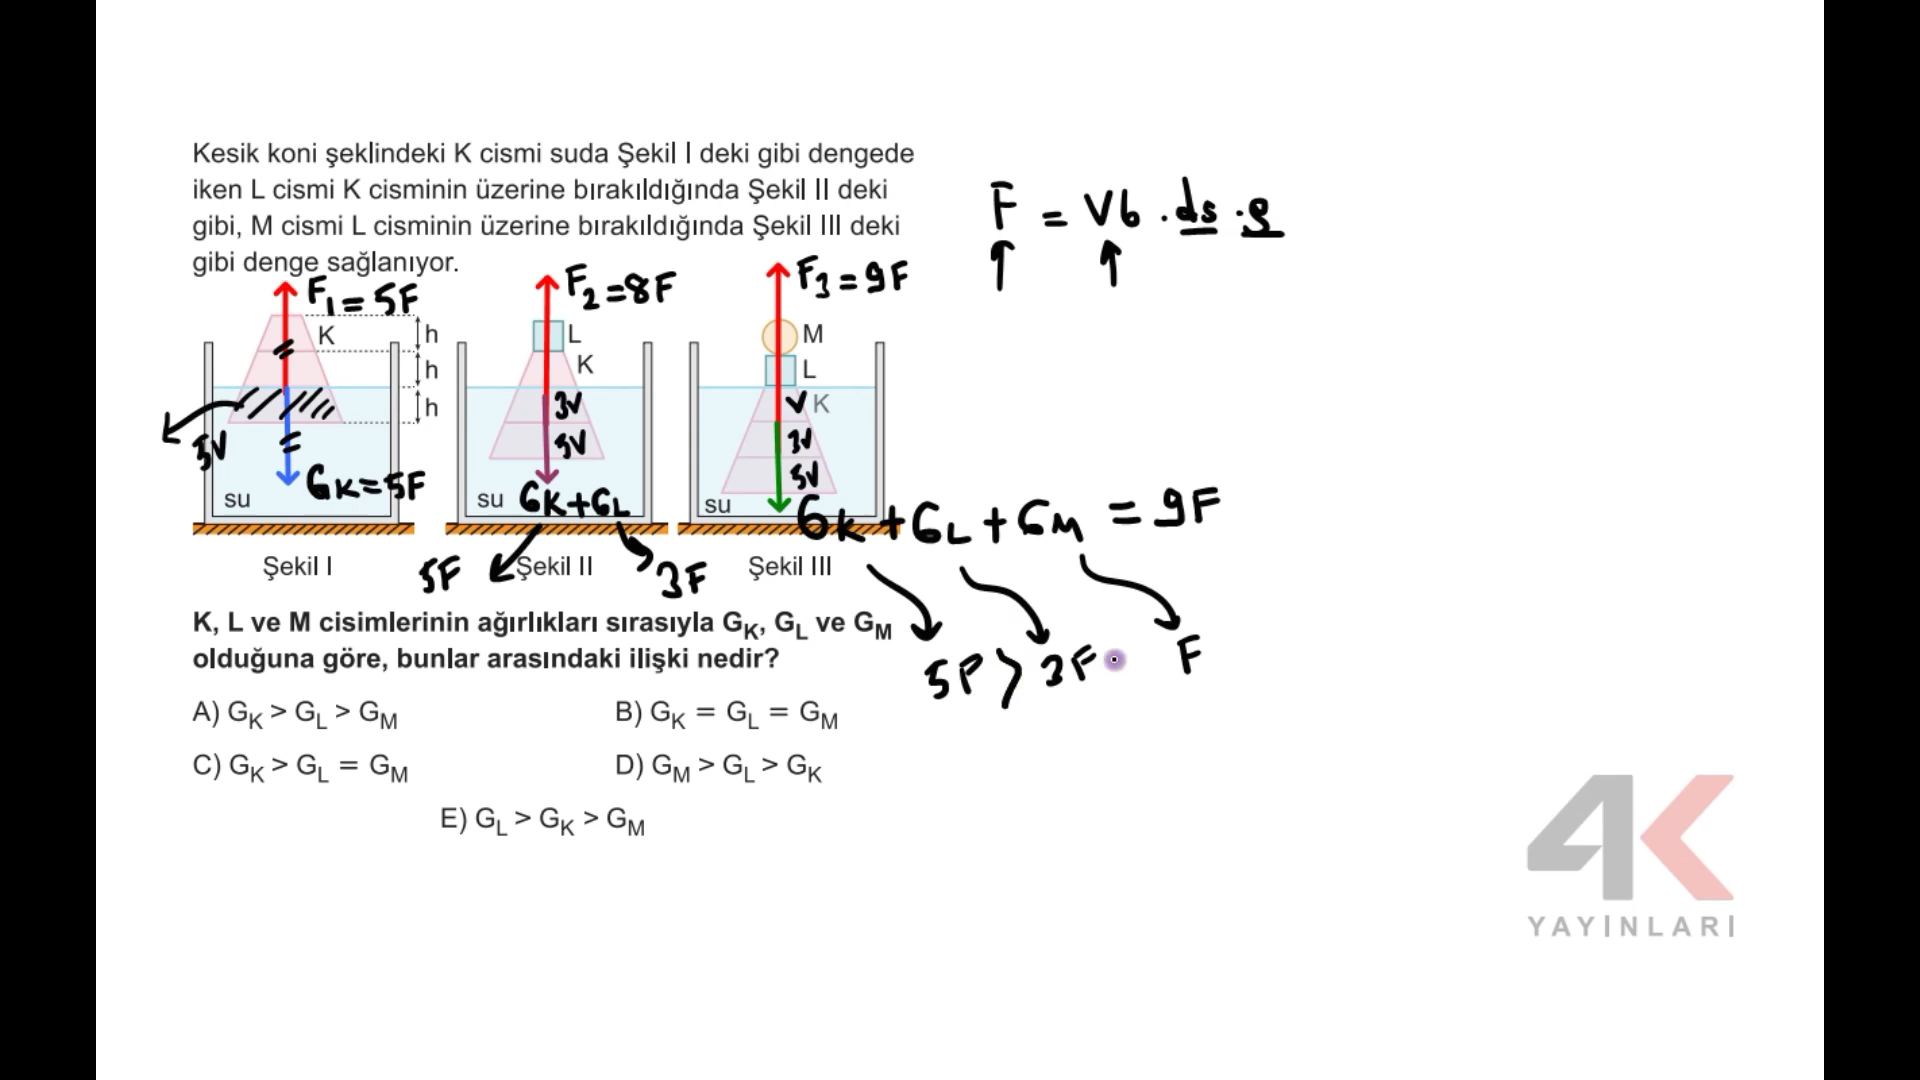 Kesik koni şeklindeki K cismi suda Şekil I deki gibi dengede
iken L cismi K cisminin üzerine bırakıldığında Şekil II deki
gibi, M cismi L cisminin üzerine bırakıldığında Şekil III deki
gibi denge sağlanıyor.
F = Vb . ds . g
F1 = 5F
K
h
h
h
5V
GK = 5F
su
Şekil I
F2 = 8F
L
K
3V
5V
su
GK + GL
5F
3F
Şekil II
F3 = 9F
M
L
V K
3V
5V
su
GK + GL + GM = 9F
Şekil III
5F > 3F F
K, L ve M cisimlerinin ağırlıkları sırasıyla GK, GL ve GM
olduğuna göre, bunlar arasındaki ilişki nedir?
A) GK > GL > GM
B) GK = GL = GM
C) GK > GL = GM
D) GM > GL > GK
E) GL > GK > GM
4K
YAYINLARI